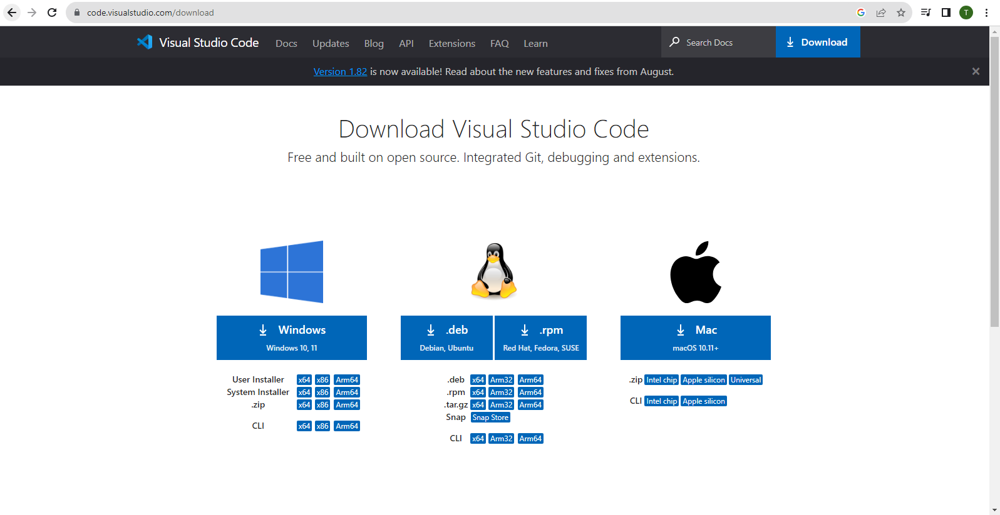 code.visualstudio.com/download
T
Visual Studio Code Docs Updates Blog API Extensions FAQ Learn Search Docs Download
Version 1.82 is now available! Read about the new features and fixes from August.
Download Visual Studio Code
Free and built on open source. Integrated Git, debugging and extensions.
Windows
Windows 10, 11
User Installer x64 x86 Arm64
System Installer x64 x86 Arm64
.zip x64 x86 Arm64
CLI x64 x86 Arm64
.deb
Debian, Ubuntu
.rpm
Red Hat, Fedora, SUSE
.deb x64 Arm32 Arm64
.rpm x64 Arm32 Arm64
.tar.gz x64 Arm32 Arm64
Snap Snap Store
CLI x64 Arm32 Arm64
Mac
macOS 10.11+
.zip Intel chip Apple silicon Universal
CLI Intel chip Apple silicon